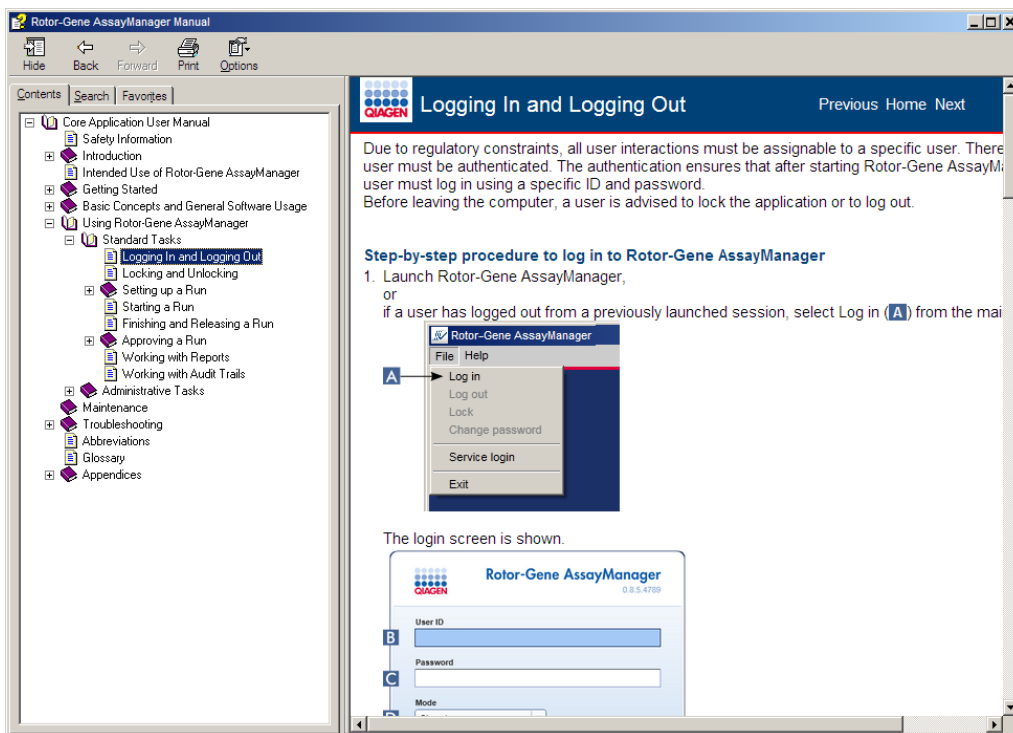 Rotor-Gene AssayManager Manual
Hide Back Forward Print Options
Contents Search Favorites
Core Application User Manual
Safety Information
Introduction
Intended Use of Rotor-Gene AssayManager
Getting Started
Basic Concepts and General Software Usage
Using Rotor-Gene AssayManager
Standard Tasks
Logging In and Logging Out
Locking and Unlocking
Setting up a Run
Starting a Run
Finishing and Releasing a Run
Approving a Run
Working with Reports
Working with Audit Trails
Administrative Tasks
Maintenance
Troubleshooting
Abbreviations
Glossary
Appendices
QIAGEN
Logging In and Logging Out
Previous Home Next
Due to regulatory constraints, all user interactions must be assignable to a specific user. There
user must be authenticated. The authentication ensures that after starting Rotor-Gene AssayM
user must log in using a specific ID and password.
Before leaving the computer, a user is advised to lock the application or to log out.
Step-by-step procedure to log in to Rotor-Gene AssayManager
1. Launch Rotor-Gene AssayManager,
or
if a user has logged out from a previously launched session, select Log in (A) from the mai
Rotor-Gene AssayManager
File Help
A Log in
Log out
Lock
Change password
Service login
Exit
The login screen is shown.
QIAGEN
Rotor-Gene AssayManager
0.8.5.4789
User ID
B
Password
C
Mode